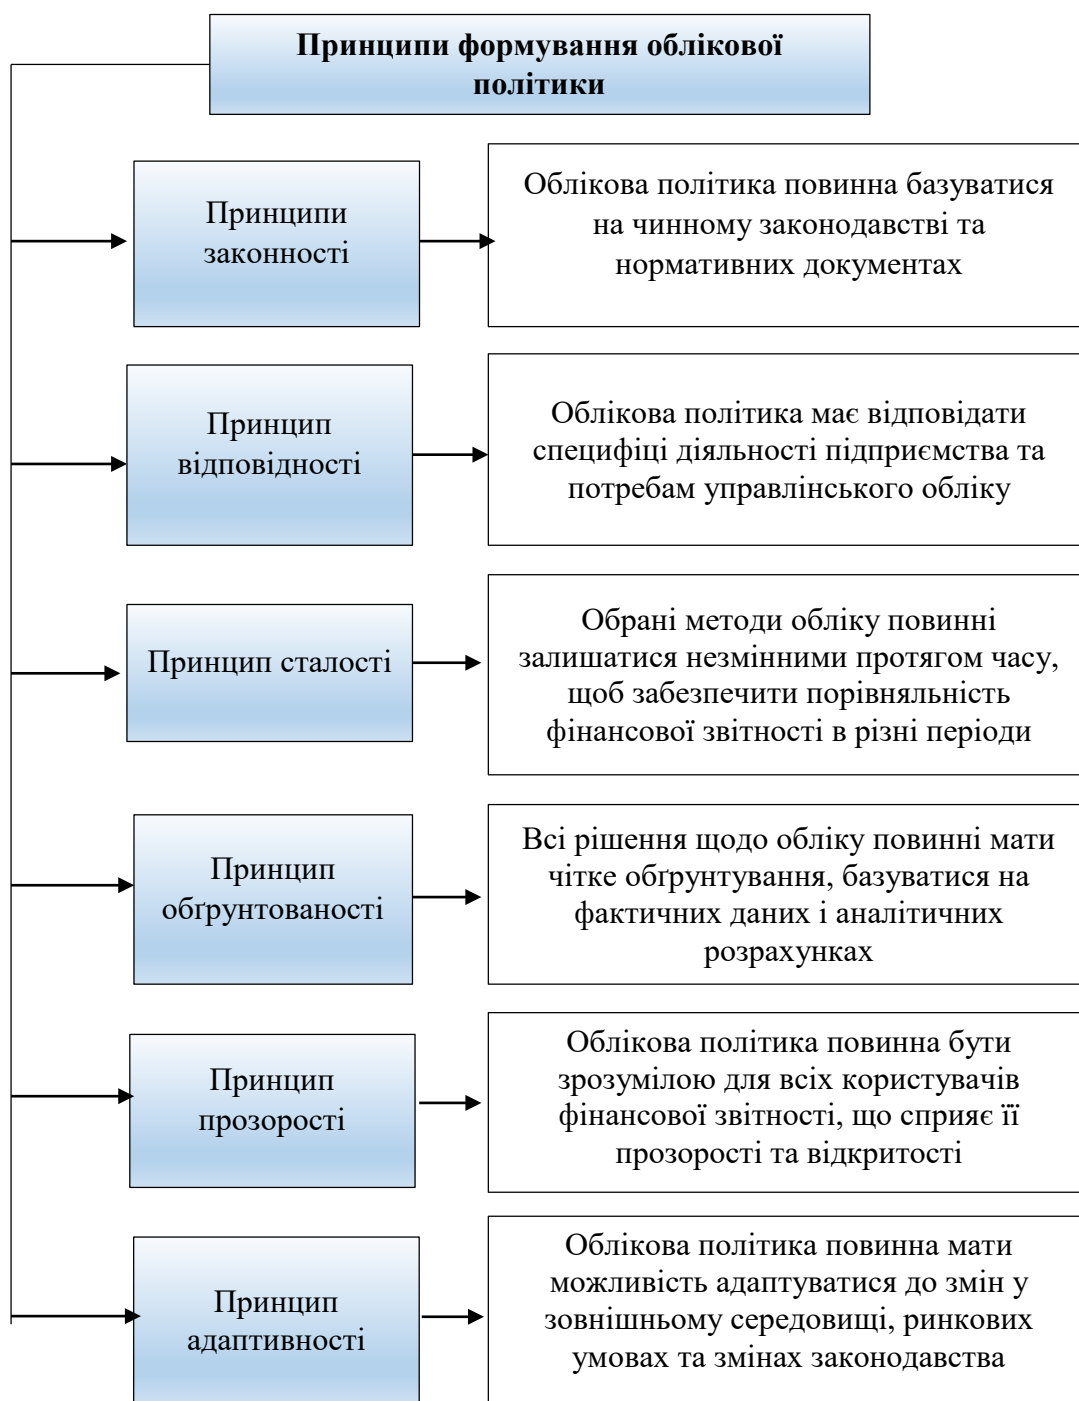 Принципи формування облікової
політики
Принципи
законності
Облікова політика повинна базуватися
на чинному законодавстві та
нормативних документах
Принцип
відповідності
Облікова політика має відповідати
специфіці діяльності підприємства та
потребам управлінського обліку
Принцип сталості
Обрані методи обліку повинні
залишатися незмінними протягом часу,
щоб забезпечити порівняльність
фінансової звітності в різні періоди
Принцип
обґрунтованості
Всі рішення щодо обліку повинні мати
чітке обґрунтування, базуватися на
фактичних даних і аналітичних
розрахунках
Принцип
прозорості
Облікова політика повинна бути
зрозумілою для всіх користувачів
фінансової звітності, що сприяє її
прозорості та відкритості
Принцип
адаптивності
Облікова політика повинна мати
можливість адаптуватися до змін у
зовнішньому середовищі, ринкових
умовах та змінах законодавства